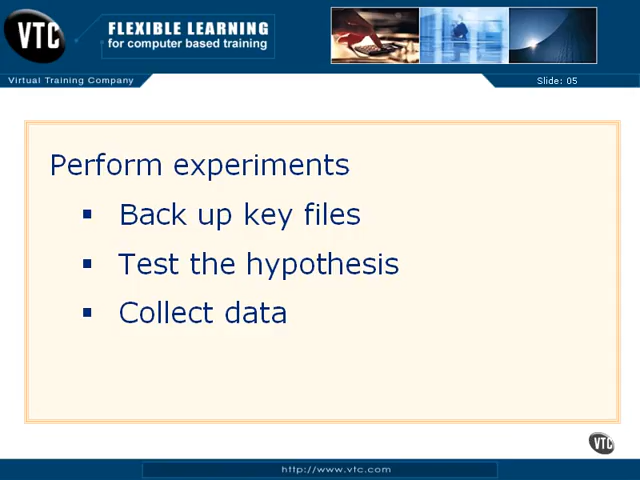 VTC
FLEXIBLE LEARNING
for computer based training
Virtual Training Company
Slide: 05
Perform experiments
▪ Back up key files
▪ Test the hypothesis
▪ Collect data
VTC
http://www.vtc.com